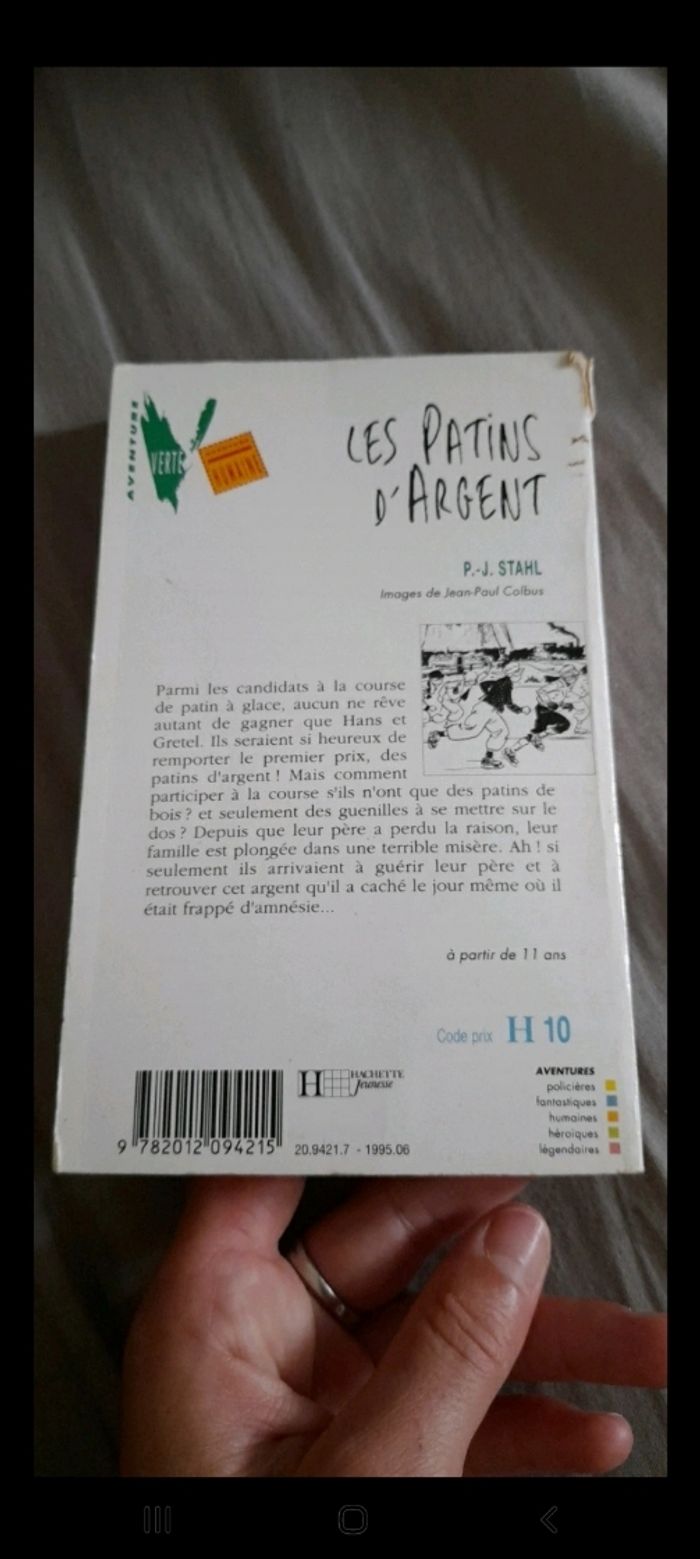 AVENTURE
VERTE
HUMAINE
LES PATINS
D'ARGENT
P.-J. STAHL
Images de Jean-Paul Colbus
Parmi les candidats à la course
de patin à glace, aucun ne rêve
autant de gagner que Hans et
Gretel. Ils seraient si heureux de
remporter le premier prix, des
patins d'argent ! Mais comment
participer à la course s'ils n'ont que des patins de
bois ? et seulement des guenilles à se mettre sur le
dos ? Depuis que leur père a perdu la raison, leur
famille est plongée dans une terrible misère. Ah ! si
seulement ils arrivaient à guérir leur père et à
retrouver cet argent qu'il a caché le jour même où il
était frappé d'amnésie...
à partir de 11 ans
Code prix H 10
H HACHETTE
Jeunesse
9 782012 094215
20.9421.7 - 1995.06
AVENTURES
policières
fantastiques
humaines
héroïques
légendaires